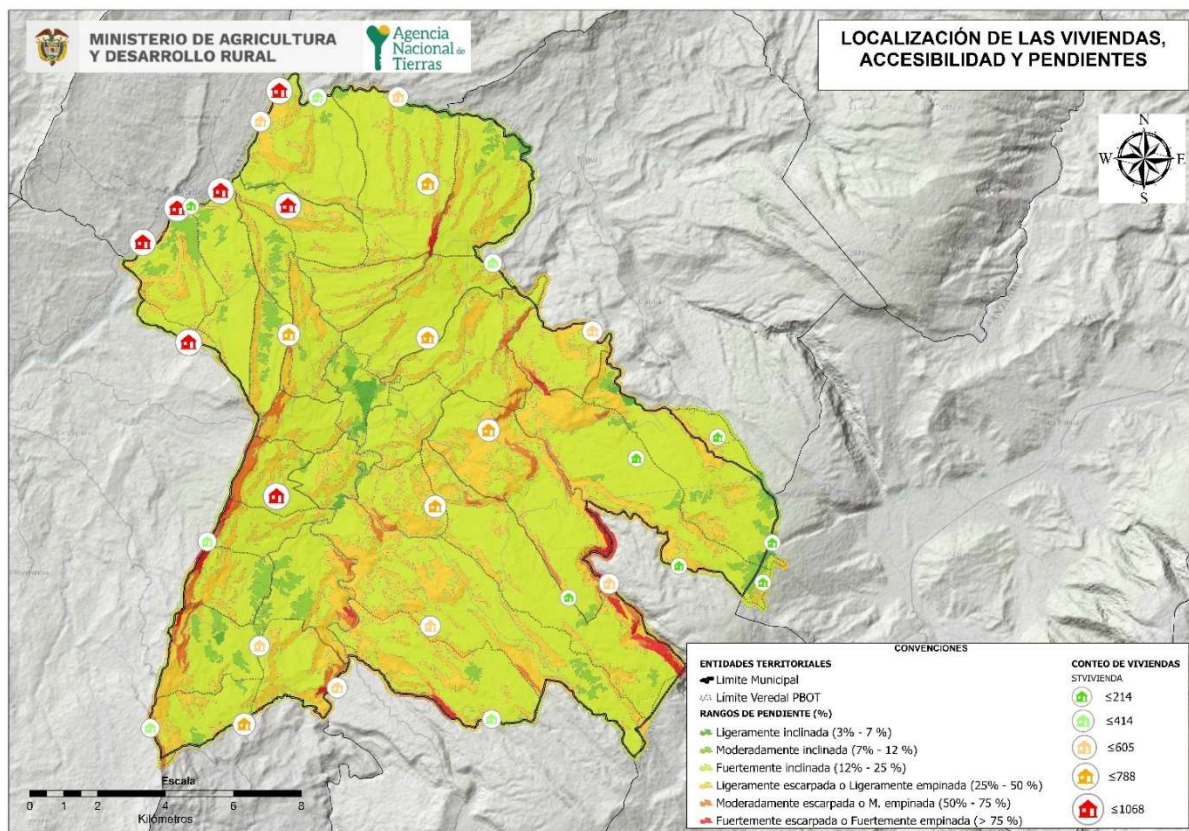 MINISTERIO DE AGRICULTURA
Y DESARROLLO RURAL
Agencia
Nacional de
Tierras
LOCALIZACIÓN DE LAS VIVIENDAS,
ACCESIBILIDAD Y PENDIENTES
N
W E
S
Escala
0 1 2 4 6 8
Kilómetros
CONVENCIONES
ENTIDADES TERRITORIALES
Límite Municipal
Límite Veredal PBOT
RANGOS DE PENDIENTE (%)
Ligeramente inclinada (3% - 7 %)
Moderadamente inclinada (7% - 12 %)
Fuertemente inclinada (12% - 25 %)
Ligeramente escarpada o Ligeramente empinada (25% - 50 %)
Moderadamente escarpada o M. empinada (50% - 75 %)
Fuertemente escarpada o Fuertemente empinada (> 75 %)
CONTEO DE VIVIENDAS
STVIVIENDA
≤214
≤414
≤605
≤788
≤1068